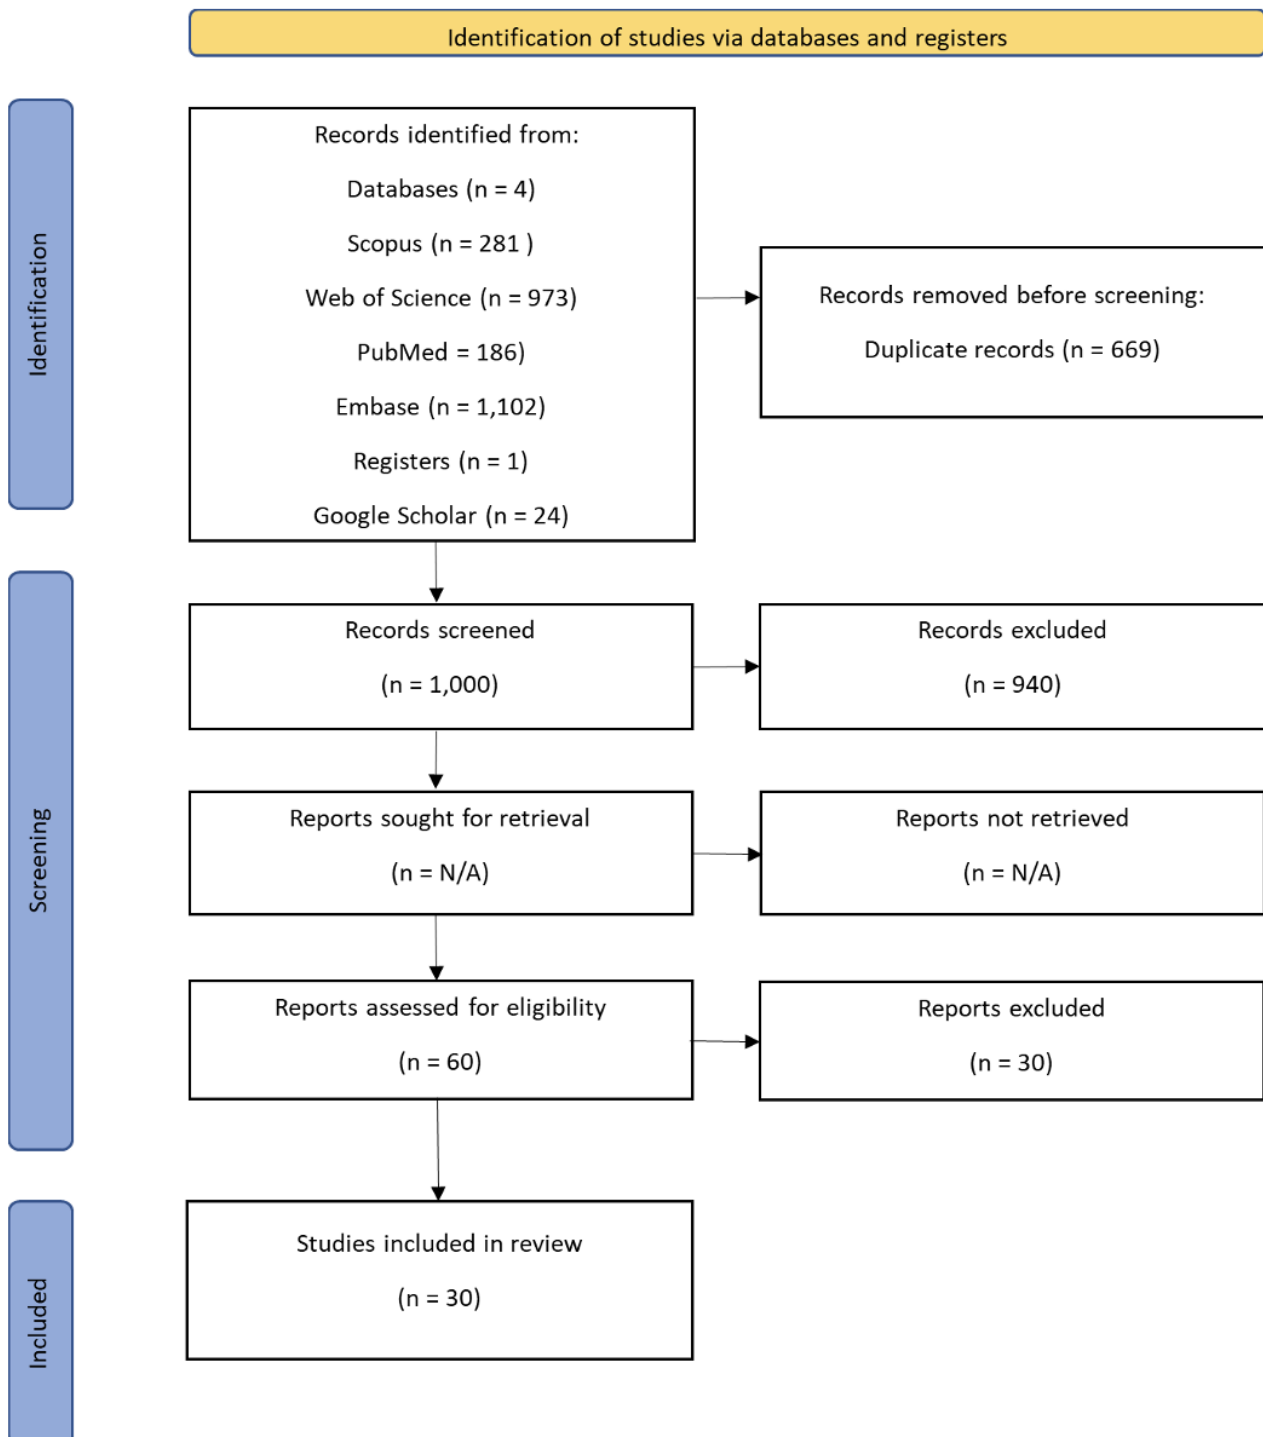 Identification of studies via databases and registers
Identification
Records identified from:
Databases (n = 4)
Scopus (n = 281 )
Web of Science (n = 973)
PubMed = 186)
Embase (n = 1,102)
Registers (n = 1)
Google Scholar (n = 24)
Records removed before screening:
Duplicate records (n = 669)
Screening
Records screened
(n = 1,000)
Records excluded
(n = 940)
Reports sought for retrieval
(n = N/A)
Reports not retrieved
(n = N/A)
Reports assessed for eligibility
(n = 60)
Reports excluded
(n = 30)
Included
Studies included in review
(n = 30)